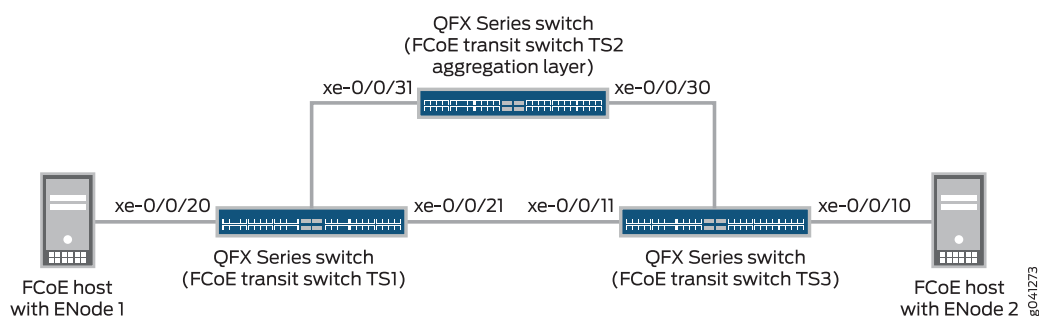 QFX Series switch
(FCoE transit switch TS2
aggregation layer)
xe-0/0/31
xe-0/0/30
xe-0/0/20
xe-0/0/21
xe-0/0/11
xe-0/0/10
QFX Series switch
(FCoE transit switch TS1)
QFX Series switch
(FCoE transit switch TS3)
FCoE host
with ENode 1
FCoE host
with ENode 2
g041273